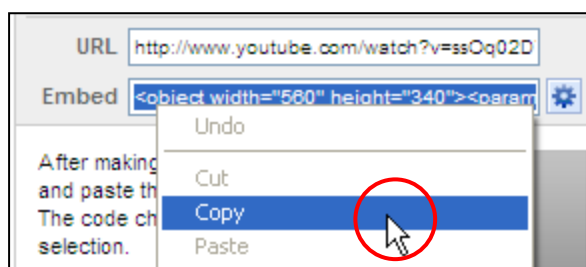 URL http://www.youtube.com/watch?v=ssOq02D
Embed <object width="560" height="340"><param
Undo
After making
Cut
and paste th
The code ch
Copy
selection.
Paste